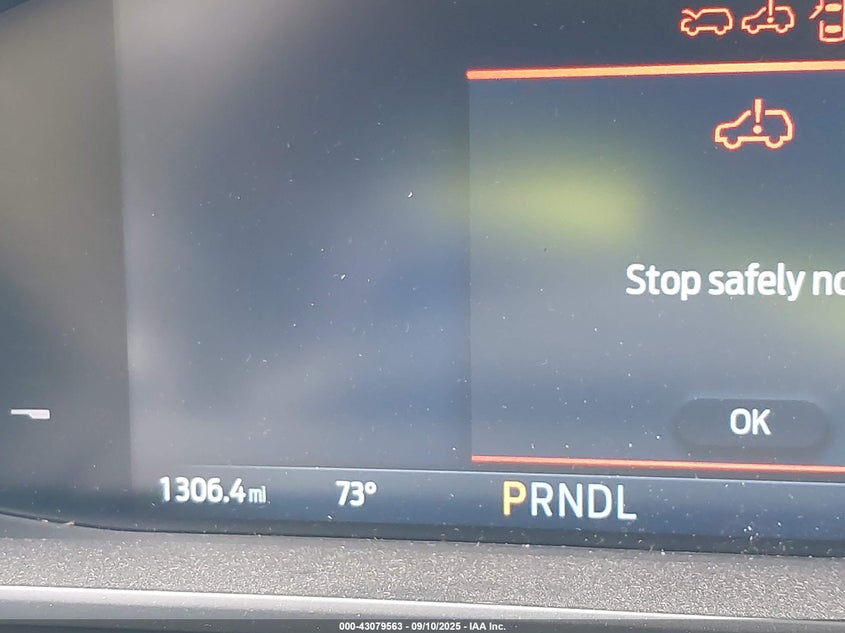 Stop safely no
OK
1306.4 mi 73° PRNDL
000-43079563 - 09/10/2025 - IAA Inc.